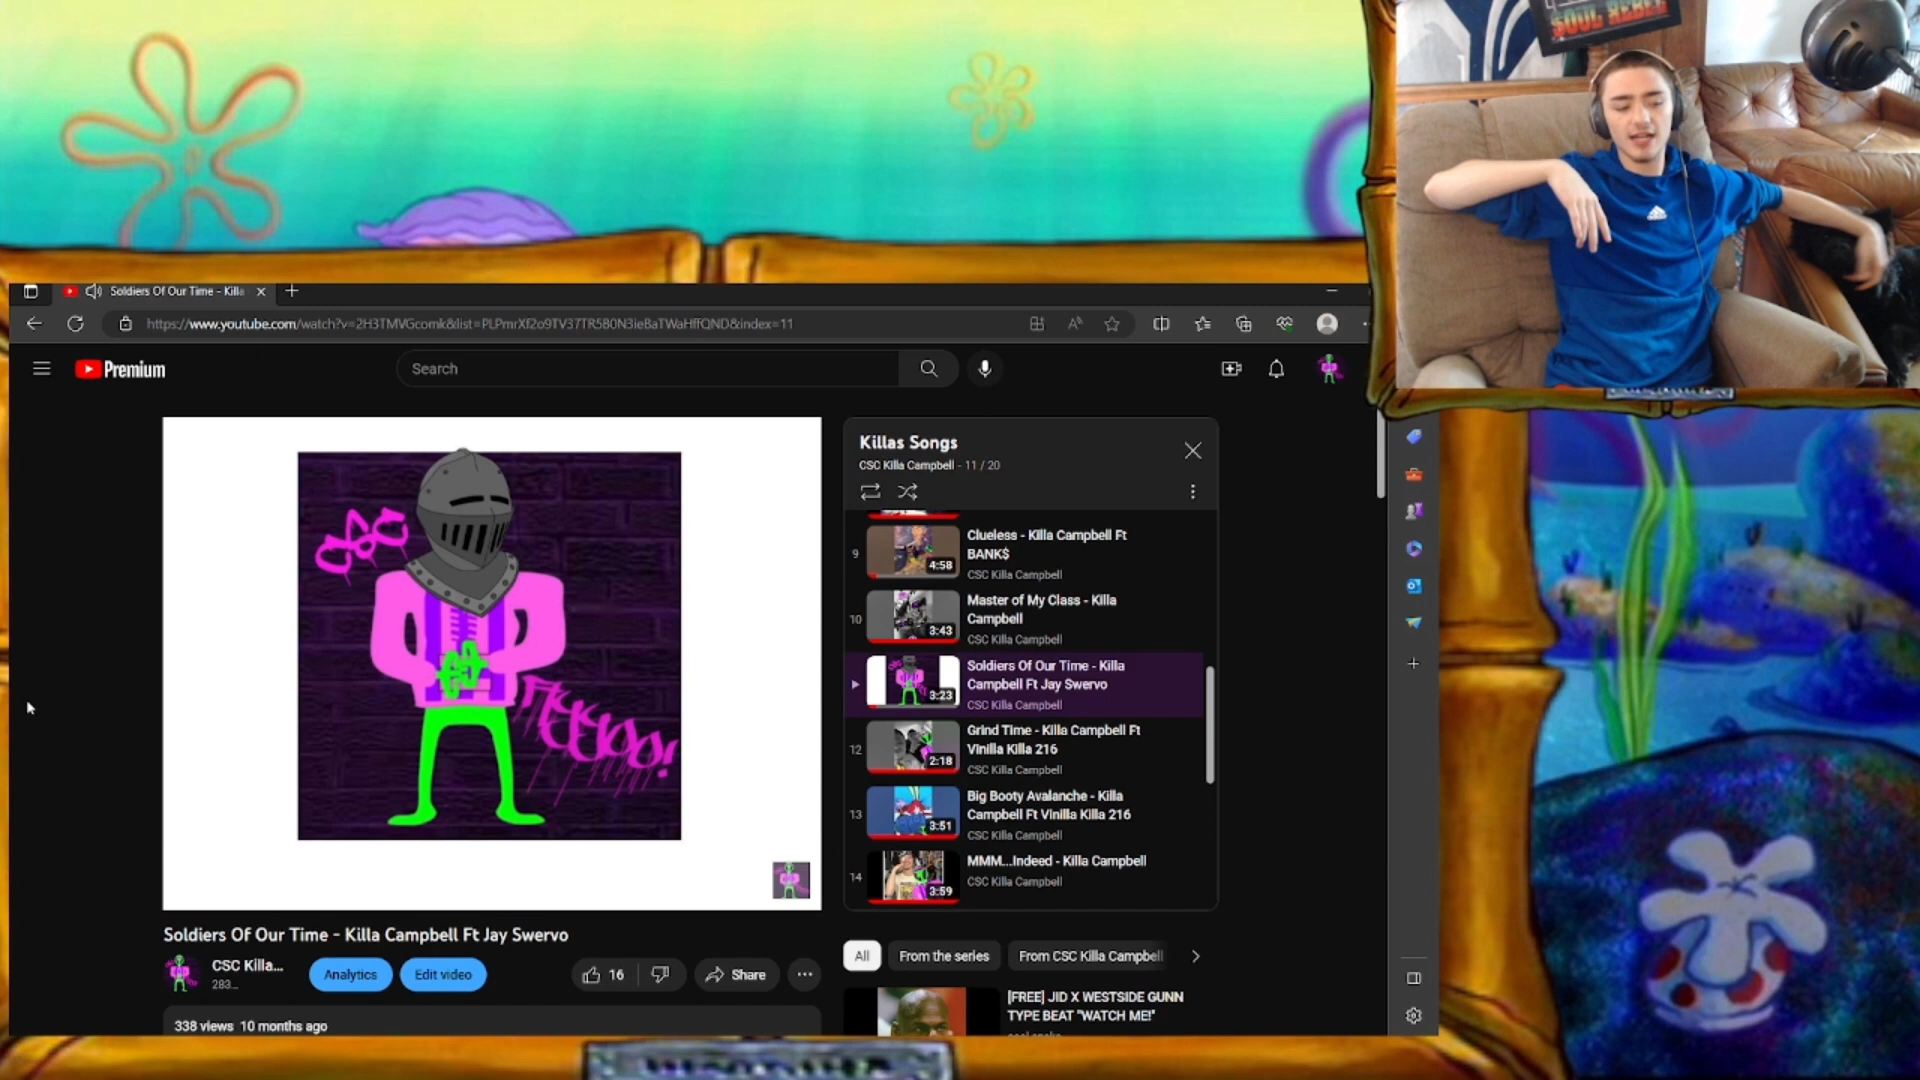 SOUL REBEL
Soldiers Of Our Time - Killa
https://www.youtube.com/watch?v=2H3TMVGcomk&list=PLPmrXf2o9TV37TR580N3ieBaTWaHffQND&index=11
Premium
Search
CSC
FTYYYOO!
Killas Songs
CSC Killa Campbell - 11 / 20
9
Clueless - Killa Campbell Ft
BANK$
4:58
CSC Killa Campbell
10
Master of My Class - Killa
Campbell
3:43
CSC Killa Campbell
Soldiers Of Our Time - Killa
Campbell Ft Jay Swervo
3:23
CSC Killa Campbell
12
Grind Time - Killa Campbell Ft
Vinilla Killa 216
2:18
CSC Killa Campbell
13
Big Booty Avalanche - Killa
Campbell Ft Vinilla Killa 216
3:51
CSC Killa Campbell
14
MMM...Indeed - Killa Campbell
3:59
CSC Killa Campbell
Soldiers Of Our Time - Killa Campbell Ft Jay Swervo
CSC Killa...
283...
Analytics
Edit video
16
Share
338 views 10 months ago
All
From the series
From CSC Killa Campbell
[FREE] JID X WESTSIDE GUNN
TYPE BEAT "WATCH ME!"